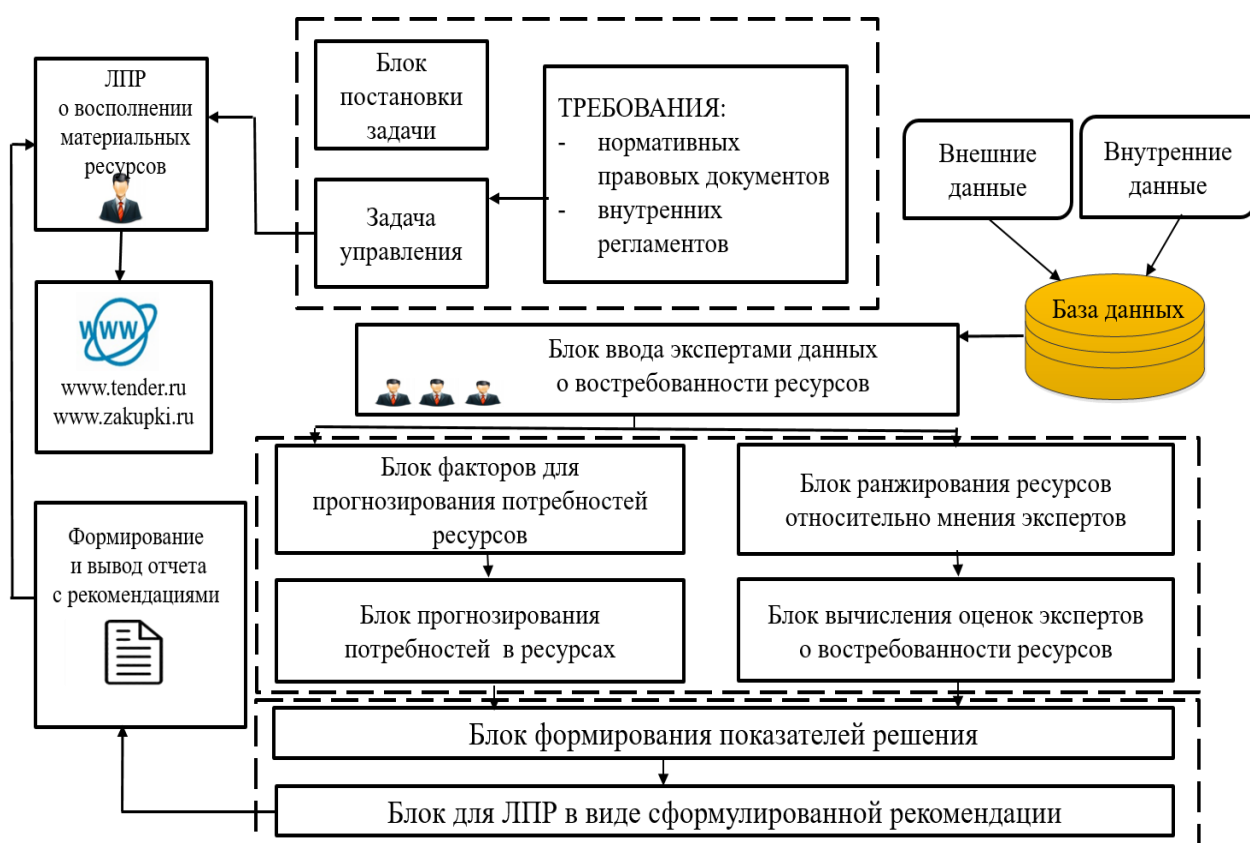 ЛПР
о восполнении
материальных
ресурсов
Блок
постановки
задачи
Задача
управления
ТРЕБОВАНИЯ:
- нормативных
правовых документов
- внутренних
регламентов
Внешние
данные
Внутренние
данные
База данных
WWW
www.tender.ru
www.zakupki.ru
Блок ввода экспертами данных
о востребованности ресурсов
Блок факторов для
прогнозирования потребностей
ресурсов
Блок ранжирования ресурсов
относительно мнения экспертов
Блок прогнозирования
потребностей в ресурсах
Блок вычисления оценок экспертов
о востребованности ресурсов
Формирование
и вывод отчета
с рекомендациями
Блок формирования показателей решения
Блок для ЛПР в виде сформулированной рекомендации